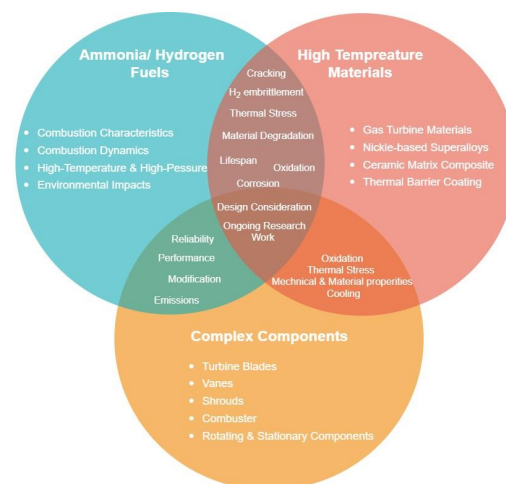 Ammonia/ Hydrogen
Fuels
• Combustion Characteristics
• Combustion Dynamics
• High-Temperature & High-Pessure
• Environmental Impacts
Cracking
H₂ embrittlement
Thermal Stress
Material Degradation
Lifespan
Oxidation
Corrosion
Design Consideration
Ongoing Research
Work
High Tempreature
Materials
• Gas Turbine Materials
• Nickle-based Superalloys
• Ceramic Matrix Composite
• Thermal Barrier Coating
Reliability
Performance
Modification
Emissions
Oxidation
Thermal Stress
Mechnical & Material properties
Cooling
Complex Components
• Turbine Blades
• Vanes
• Shrouds
• Combuster
• Rotating & Stationary Components